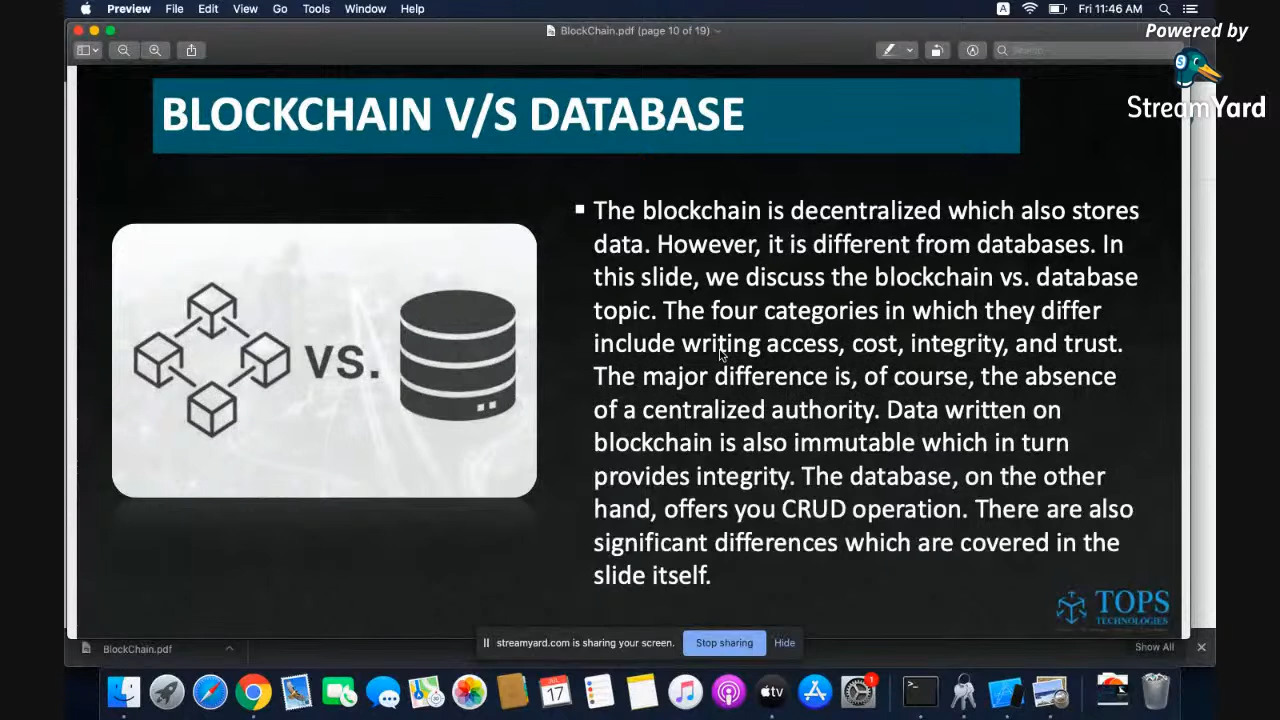 Preview File Edit View Go Tools Window Help
A
Fri 11:46 AM
Powered by
BlockChain.pdf (page 10 of 19)
Search
S
StreamYard
BLOCKCHAIN V/S DATABASE
The blockchain is decentralized which also stores
data. However, it is different from databases. In
this slide, we discuss the blockchain vs. database
topic. The four categories in which they differ
include writing access, cost, integrity, and trust.
The major difference is, of course, the absence
of a centralized authority. Data written on
blockchain is also immutable which in turn
provides integrity. The database, on the other
hand, offers you CRUD operation. There are also
significant differences which are covered in the
slide itself.
VS.
TOPS
TECHNOLOGIES
streamyard.com is sharing your screen. Stop sharing Hide
BlockChain.pdf
Show All
JUL
17
tv
1